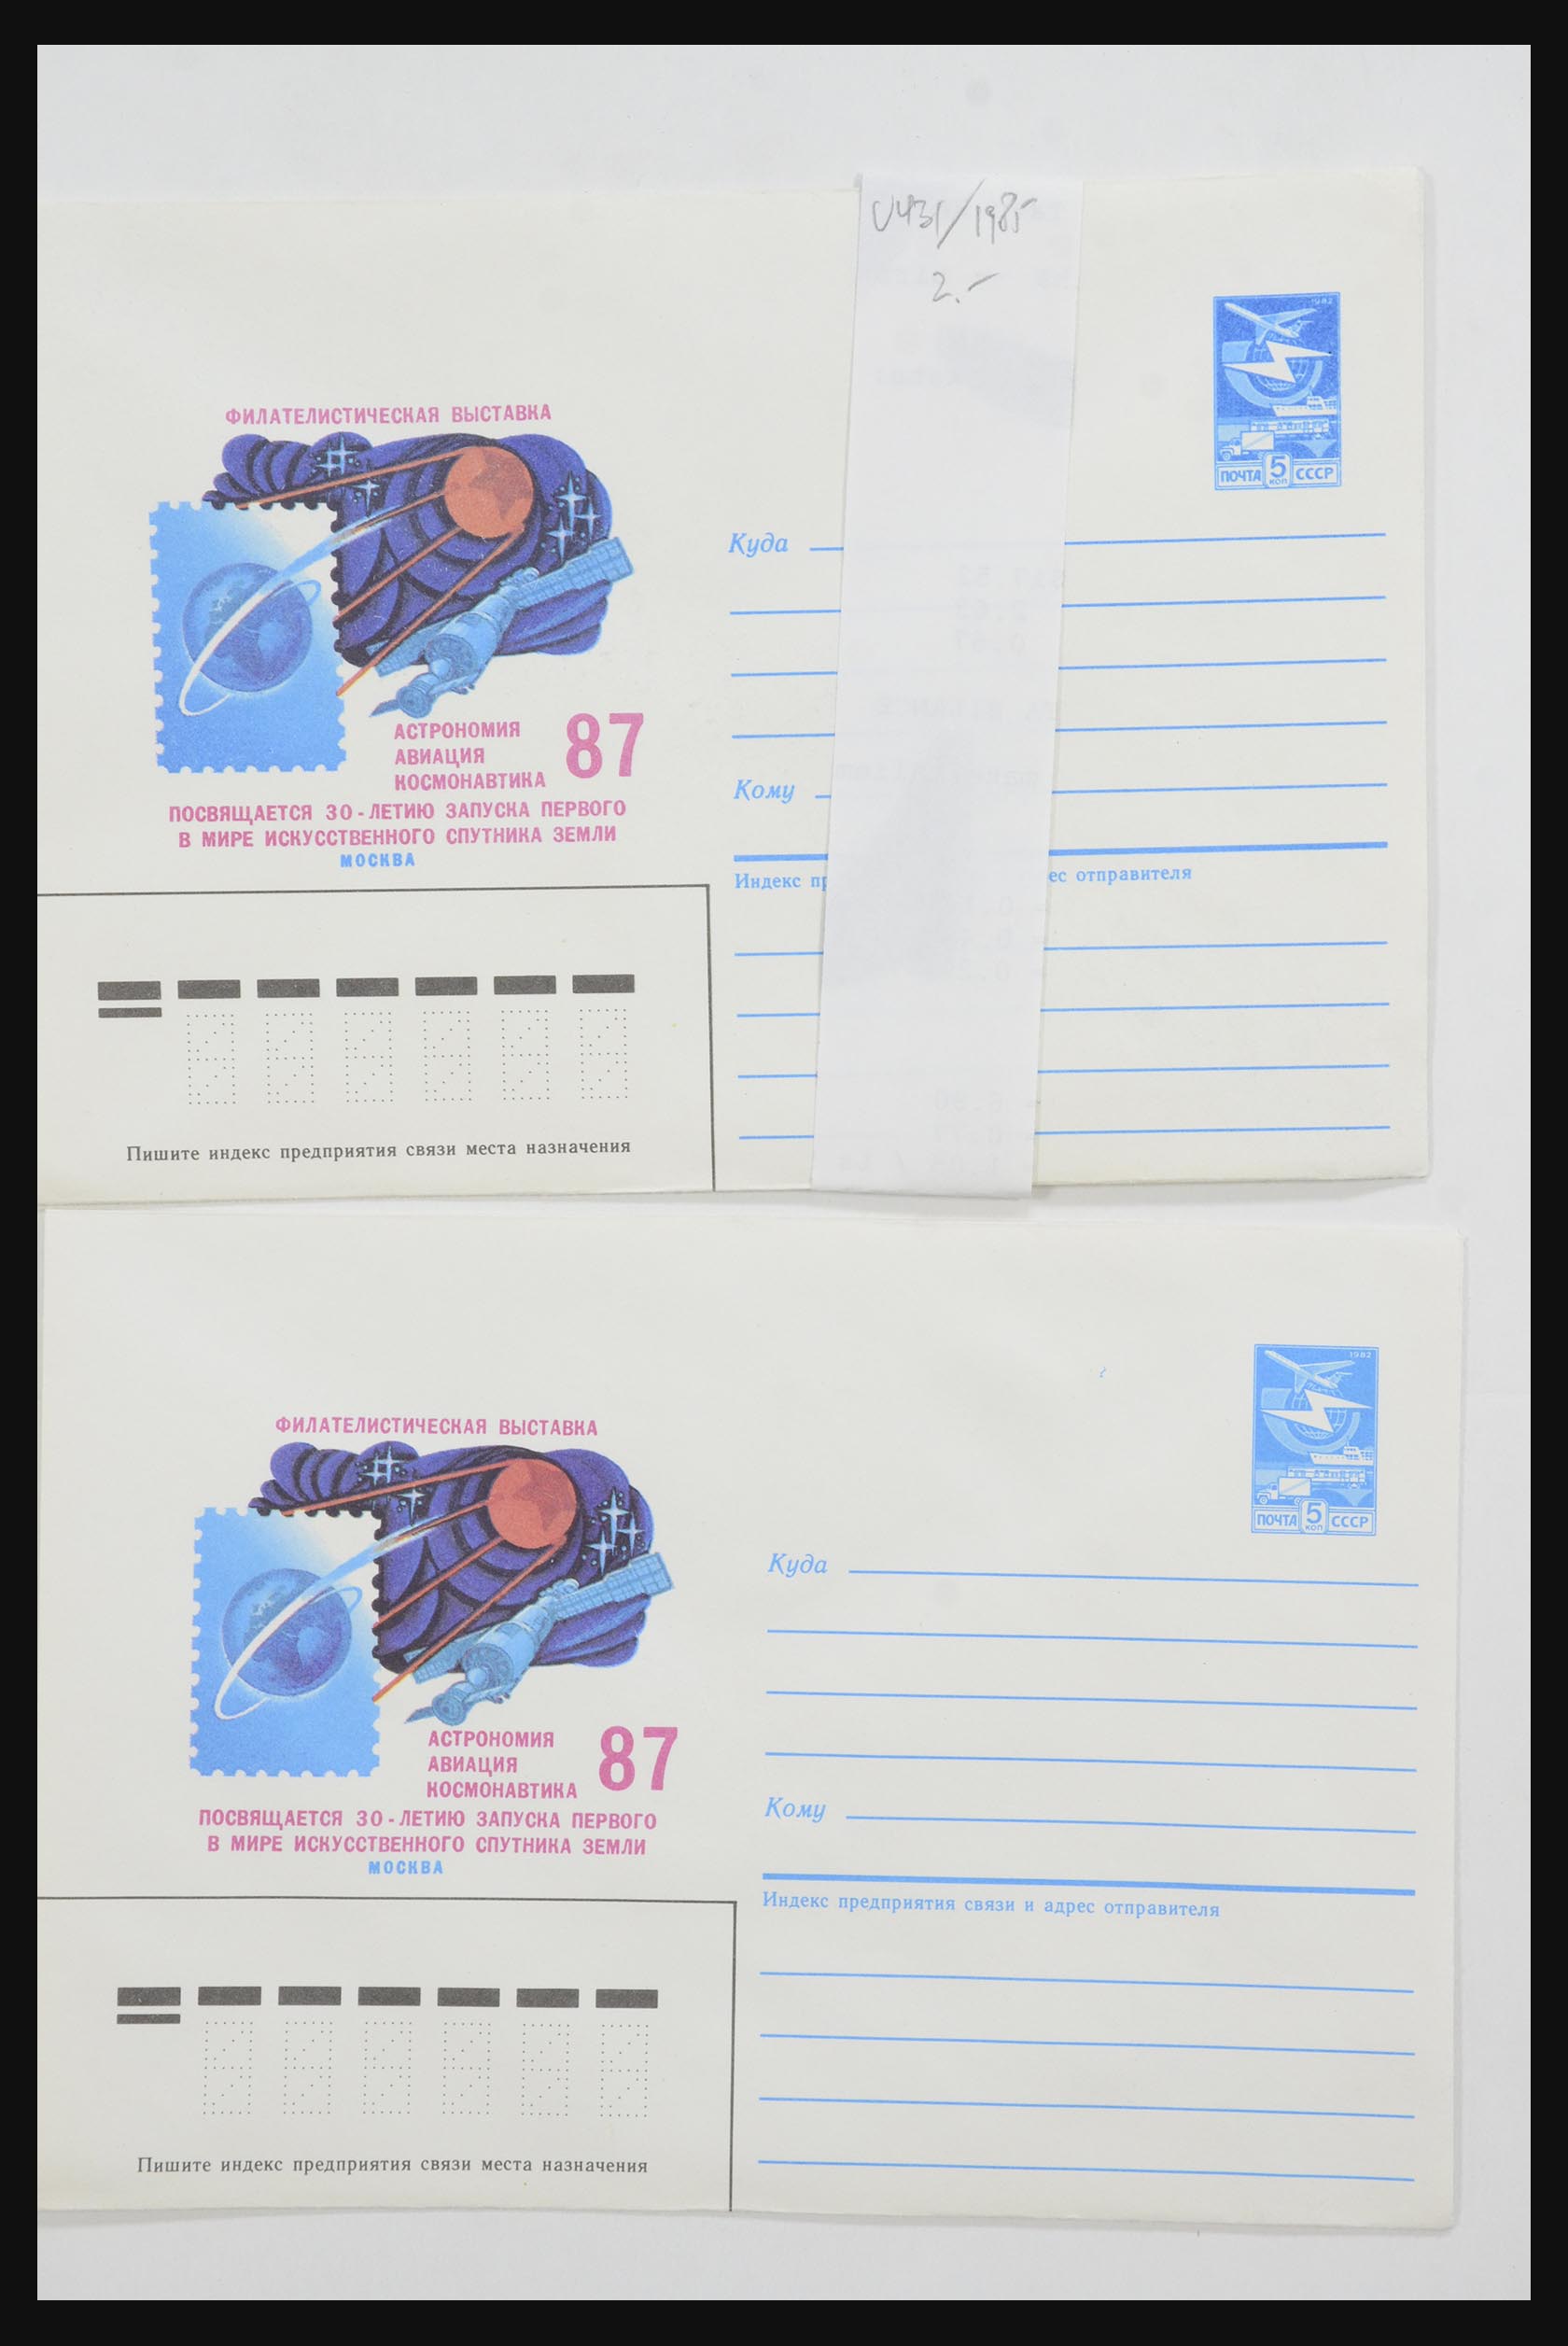 U431/1985
2.-
1982
ПОЧТА 5 КОП СССР
ФИЛАТЕЛИСТИЧЕСКАЯ ВЫСТАВКА
АСТРОНОМИЯ
АВИАЦИЯ
КОСМОНАВТИКА
87
ПОСВЯЩАЕТСЯ 30-ЛЕТИЮ ЗАПУСКА ПЕРВОГО
В МИРЕ ИСКУССТВЕННОГО СПУТНИКА ЗЕМЛИ
МОСКВА
Куда
Кому
Индекс пр ес отправителя
Пишите индекс предприятия связи места назначения
1982
ПОЧТА 5 КОП СССР
ФИЛАТЕЛИСТИЧЕСКАЯ ВЫСТАВКА
АСТРОНОМИЯ
АВИАЦИЯ
КОСМОНАВТИКА
87
ПОСВЯЩАЕТСЯ 30-ЛЕТИЮ ЗАПУСКА ПЕРВОГО
В МИРЕ ИСКУССТВЕННОГО СПУТНИКА ЗЕМЛИ
МОСКВА
Куда
Кому
Индекс предприятия связи и адрес отправителя
Пишите индекс предприятия связи места назначения